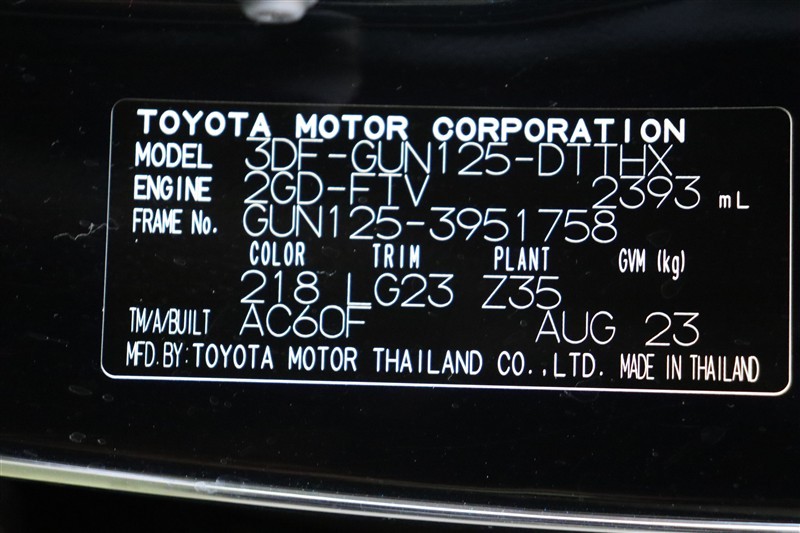 TOYOTA MOTOR CORPORATION
MODEL 3DF-GUN125-DTTHX
ENGINE 2GD-FTV 2393 mL
FRAME No. GUN125-3951758
COLOR TRIM PLANT GVM (kg)
218 LG23 Z35
TM/A/BUILT AC60F AUG 23
MFD. BY: TOYOTA MOTOR THAILAND CO.,LTD. MADE IN THAILAND